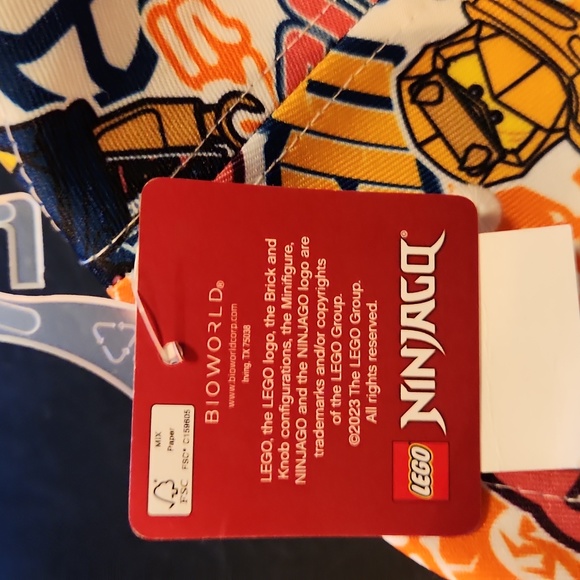 BIOWORLD®
www.bioworldcorp.com
Irving, TX 75038
LEGO, the LEGO logo, the Brick and
Knob configurations, the Minifigure,
NINJAGO and the NINJAGO logo are
trademarks and/or copyrights
of the LEGO Group.
©2023 The LEGO Group.
All rights reserved.
LEGO NINJAGO®
FSC
MIX
Paper
FSC® C159605